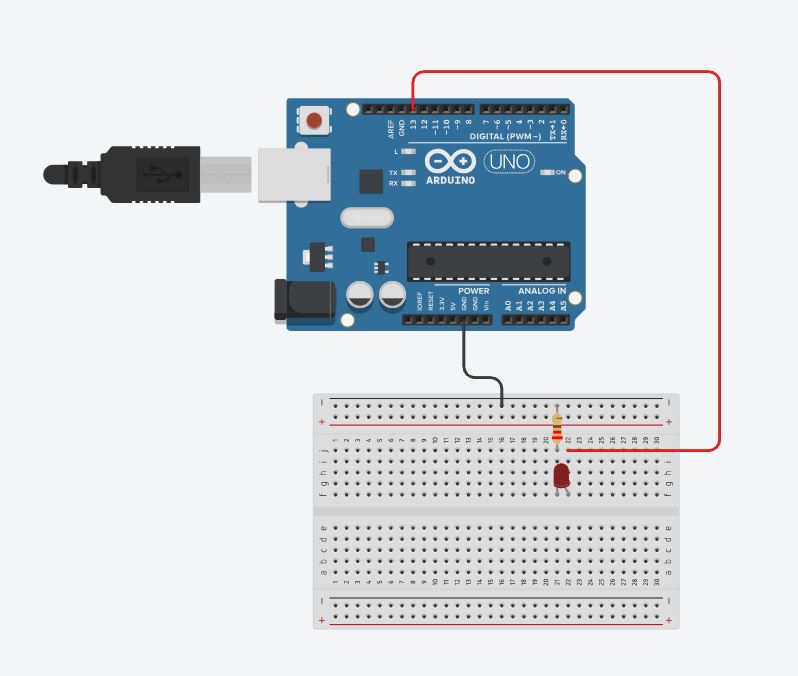 AREF GND 13 12 ~11 ~10 ~9 8 7 ~6 ~5 4 ~3 2 TX→1 RX←0
DIGITAL (PWM~)
L
TX
RX
UNO
ON
ARDUINO
POWER ANALOG IN
IOREF RESET 3.3V 5V GND GND Vin A0 A1 A2 A3 A4 A5
− −
+ +
1 2 3 4 5 6 7 8 9 10 11 12 13 14 15 16 17 18 19 20 21 22 23 24 25 26 27 28 29 30
j
i i
h h
g g
f f
e e
d d
c c
b b
a a
1 2 3 4 5 6 7 8 9 10 11 12 13 14 15 16 17 18 19 20 21 22 23 24 25 26 27 28 29 30
− −
+ +